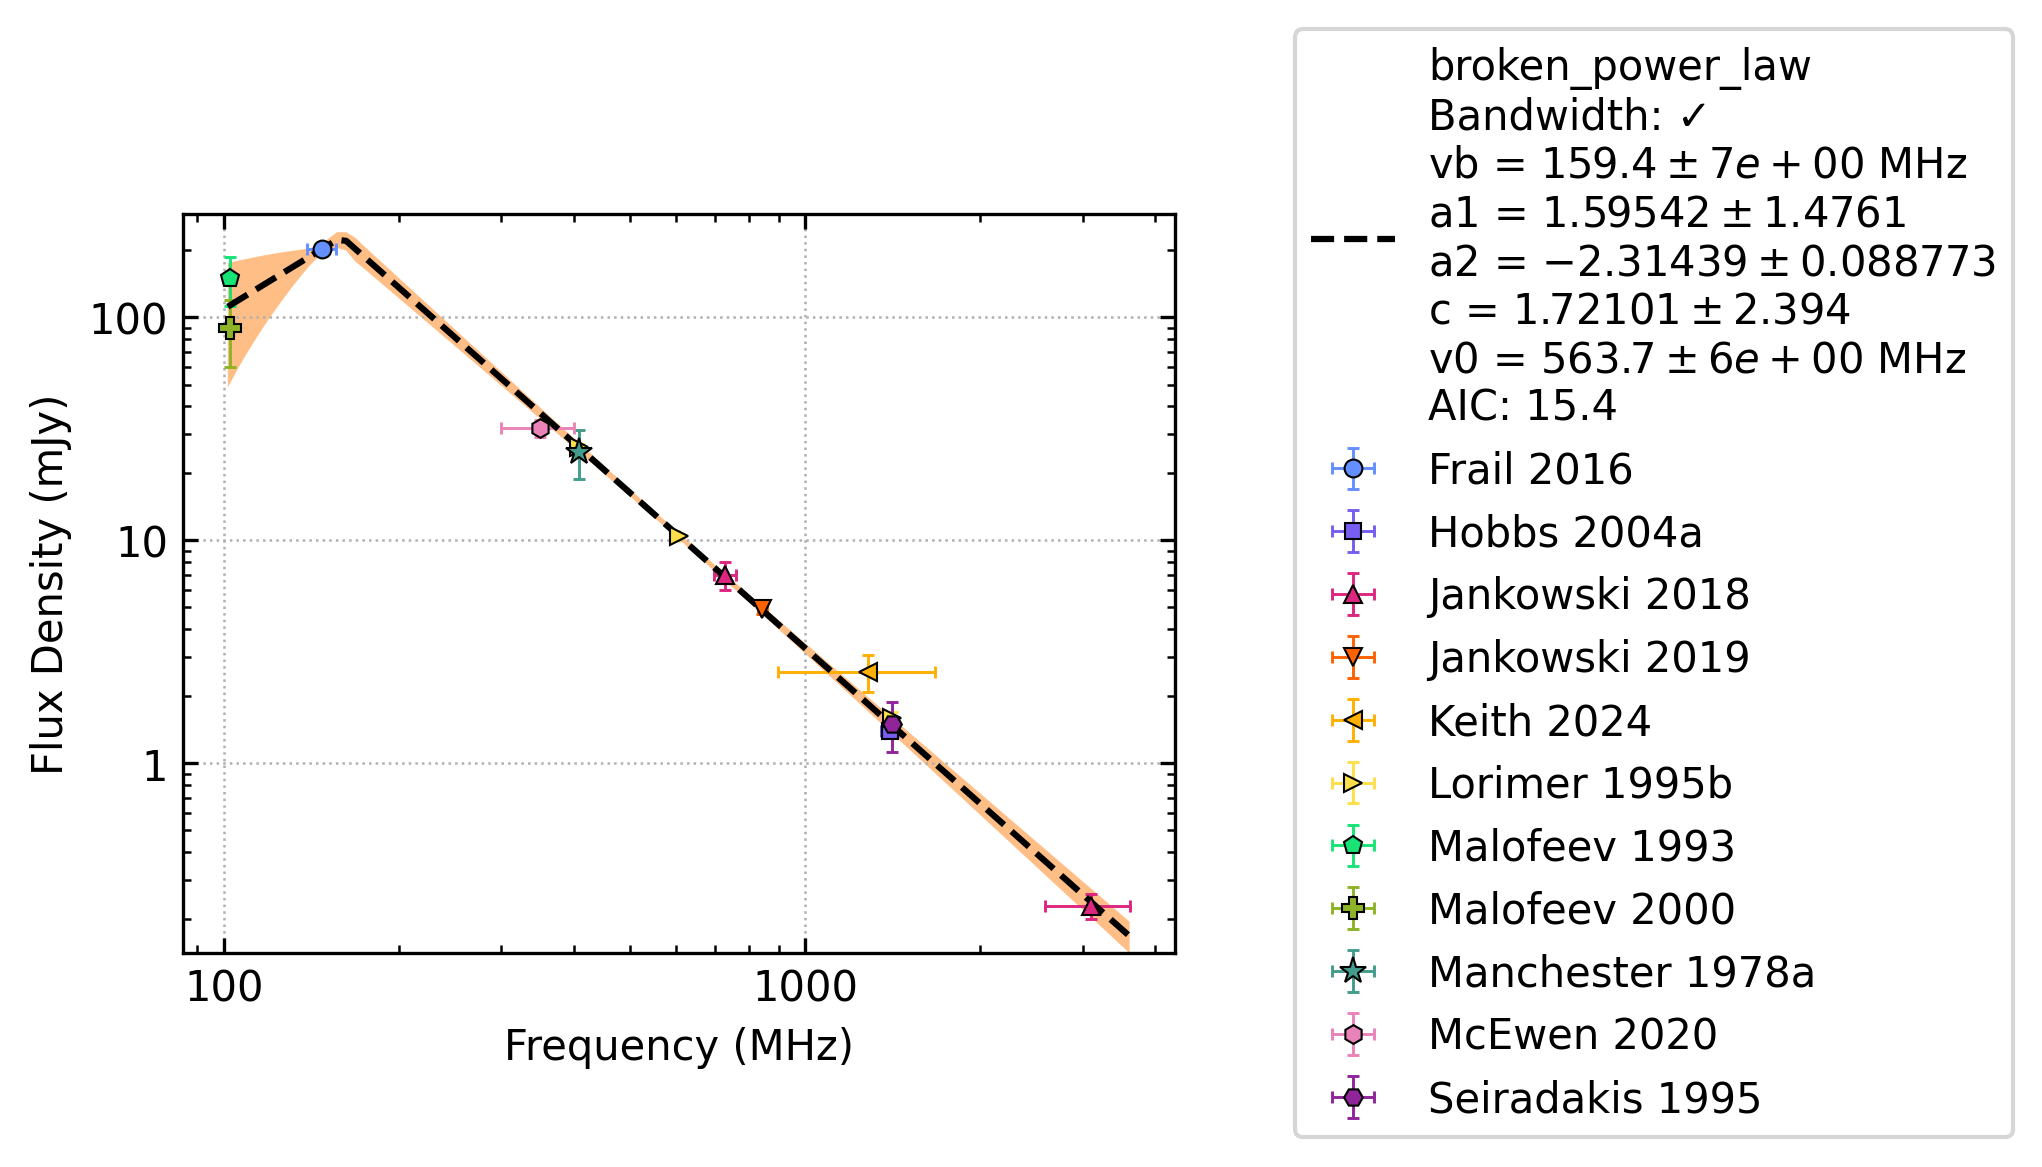 100
10
1
Flux Density (mJy)
100
1000
Frequency (MHz)
broken_power_law
Bandwidth: ✓
vb = 159.4 ± 7e + 00 MHz
a1 = 1.59542 ± 1.4761
a2 = −2.31439 ± 0.088773
c = 1.72101 ± 2.394
v0 = 563.7 ± 6e + 00 MHz
AIC: 15.4
Frail 2016
Hobbs 2004a
Jankowski 2018
Jankowski 2019
Keith 2024
Lorimer 1995b
Malofeev 1993
Malofeev 2000
Manchester 1978a
McEwen 2020
Seiradakis 1995